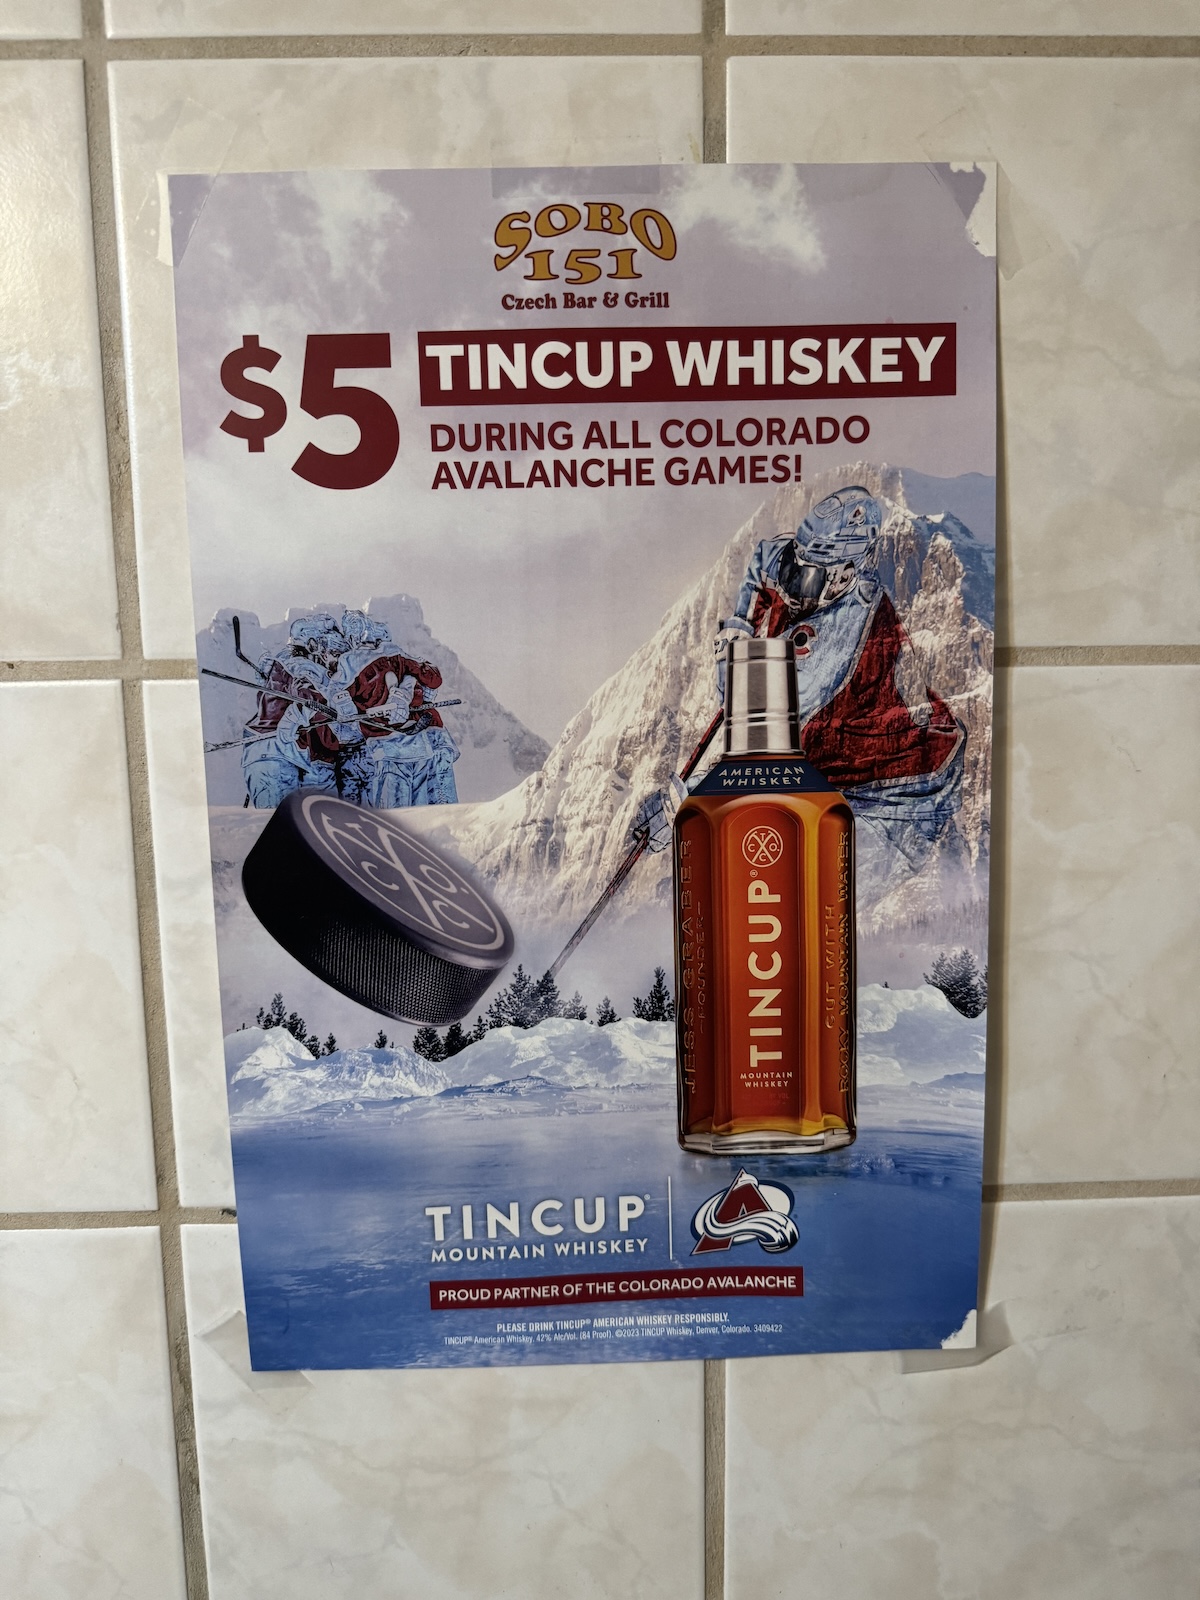 SOBO
151
Czech Bar & Grill
$5
TINCUP WHISKEY
DURING ALL COLORADO
AVALANCHE GAMES!
AMERICAN
WHISKEY
T
C O.
C
TINCUP®
MOUNTAIN
WHISKEY
JESS GRABER
—FOUNDER—
CUT WITH
ROCKY MOUNTAIN WATER
T
C O.
C
TINCUP®
MOUNTAIN WHISKEY
A
PROUD PARTNER OF THE COLORADO AVALANCHE
PLEASE DRINK TINCUP® AMERICAN WHISKEY RESPONSIBLY.
TINCUP® American Whiskey, 42% Alc/Vol. (84 Proof). ©2023 TINCUP Whiskey, Denver, Colorado. 3409422